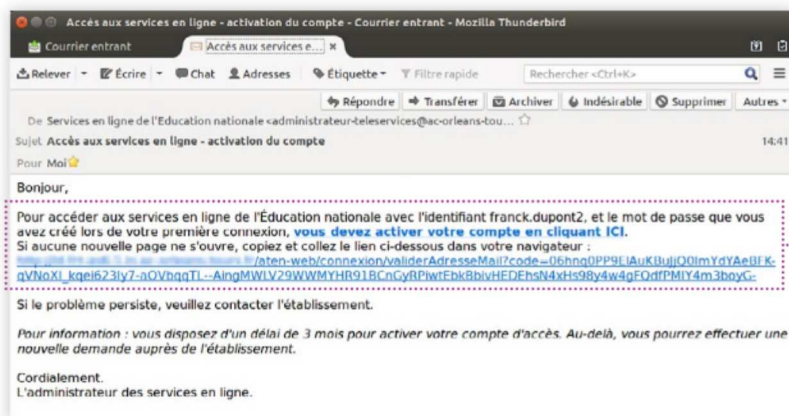 Accès aux services en ligne - activation du compte - Courrier entrant - Mozilla Thunderbird
Courrier entrant
Accès aux services e... ×
Relever Écrire Chat Adresses Étiquette Filtre rapide Rechercher <Ctrl+K>
Répondre Transférer Archiver Indésirable Supprimer Autres
De Services en ligne de l'Education nationale <administrateur-teleservices@ac-orleans-tou...
Sujet Accès aux services en ligne - activation du compte 14:41
Pour Moi
Bonjour,
Pour accéder aux services en ligne de l'Éducation nationale avec l'identifiant franck.dupont2, et le mot de passe que vous
avez créé lors de votre première connexion, vous devez activer votre compte en cliquant ICI.
Si aucune nouvelle page ne s'ouvre, copiez et collez le lien ci-dessous dans votre navigateur :
/aten-web/connexion/validerAdresseMail?code=
Si le problème persiste, veuillez contacter l'établissement.
Pour information : vous disposez d'un délai de 3 mois pour activer votre compte d'accès. Au-delà, vous pourrez effectuer une
nouvelle demande auprès de l'établissement.
Cordialement.
L'administrateur des services en ligne.